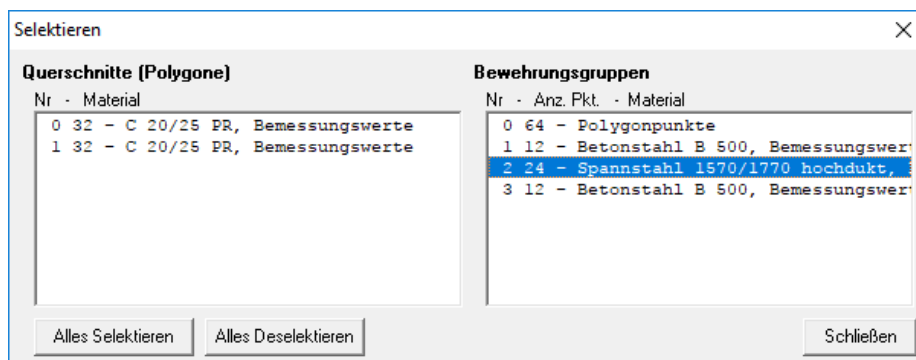 Selektieren
Querschnitte (Polygone)
Nr - Material
0 32 - C 20/25 PR, Bemessungswerte
1 32 - C 20/25 PR, Bemessungswerte
Bewehrungsgruppen
Nr - Anz. Pkt. - Material
0 64 - Polygonpunkte
1 12 - Betonstahl B 500, Bemessungswert
2 24 - Spannstahl 1570/1770 hochdukt,
3 12 - Betonstahl B 500, Bemessungswert
Alles Selektieren
Alles Deselektieren
Schließen